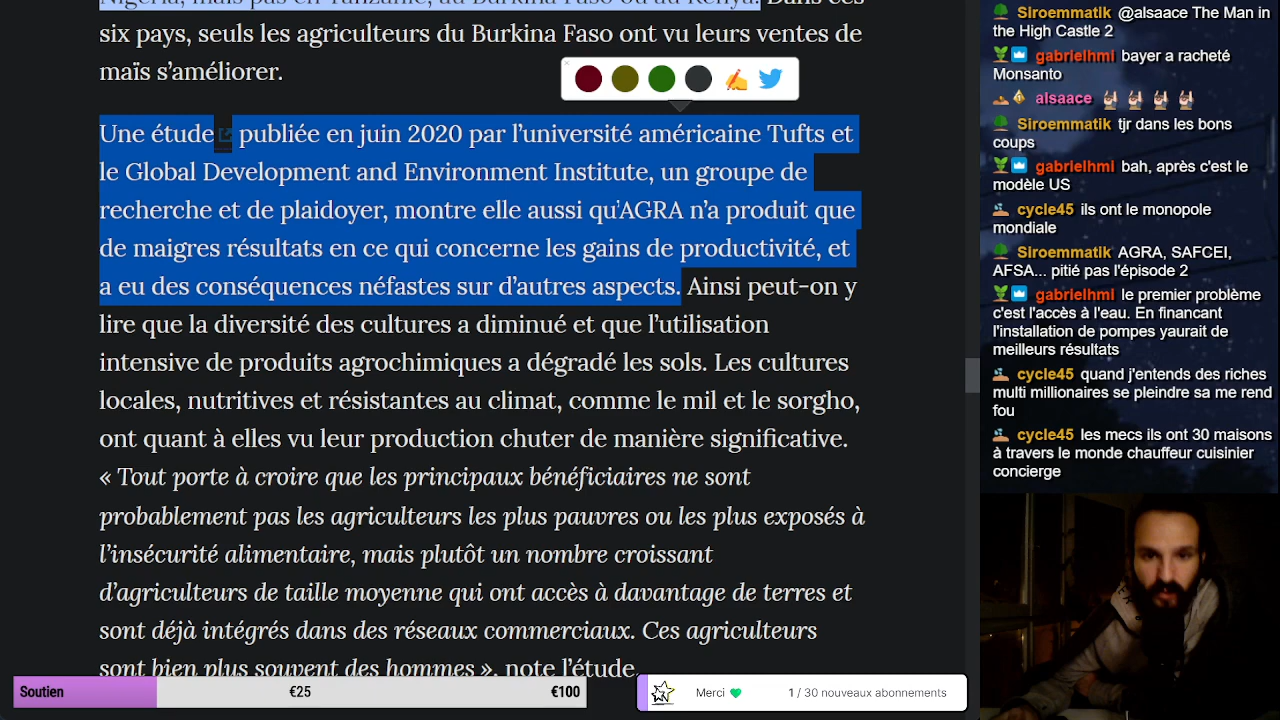 Nigeria, mais pas en Tanzanie, au Burkina Faso ou au Kenya. Dans ces
six pays, seuls les agriculteurs du Burkina Faso ont vu leurs ventes de
maïs s’améliorer.
Une étude publiée en juin 2020 par l’université américaine Tufts et
le Global Development and Environment Institute, un groupe de
recherche et de plaidoyer, montre elle aussi qu’AGRA n’a produit que
de maigres résultats en ce qui concerne les gains de productivité, et
a eu des conséquences néfastes sur d’autres aspects. Ainsi peut-on y
lire que la diversité des cultures a diminué et que l’utilisation
intensive de produits agrochimiques a dégradé les sols. Les cultures
locales, nutritives et résistantes au climat, comme le mil et le sorgho,
ont quant à elles vu leur production chuter de manière significative.
« Tout porte à croire que les principaux bénéficiaires ne sont
probablement pas les agriculteurs les plus pauvres ou les plus exposés à
l’insécurité alimentaire, mais plutôt un nombre croissant
d’agriculteurs de taille moyenne qui ont accès à davantage de terres et
sont déjà intégrés dans des réseaux commerciaux. Ces agriculteurs
sont bien plus souvent des hommes », note l’étude.
Soutien €25 €100
Merci 1 / 30 nouveaux abonnements
Siroemmatik @alsaace The Man in
the High Castle 2
gabrielhmi bayer a racheté
Monsanto
alsaace
Siroemmatik tjr dans les bons
coups
gabrielhmi bah, après c'est le
modèle US
cycle45 ils ont le monopole
mondiale
Siroemmatik AGRA, SAFCEI,
AFSA... pitié pas l'épisode 2
gabrielhmi le premier problème
c'est l'accès à l'eau. En financant
l'installation de pompes yaurait de
meilleurs résultats
cycle45 quand j'entends des riches
multi millionaires se pleindre sa me rend
fou
cycle45 les mecs ils ont 30 maisons
à travers le monde chauffeur cuisinier
concierge